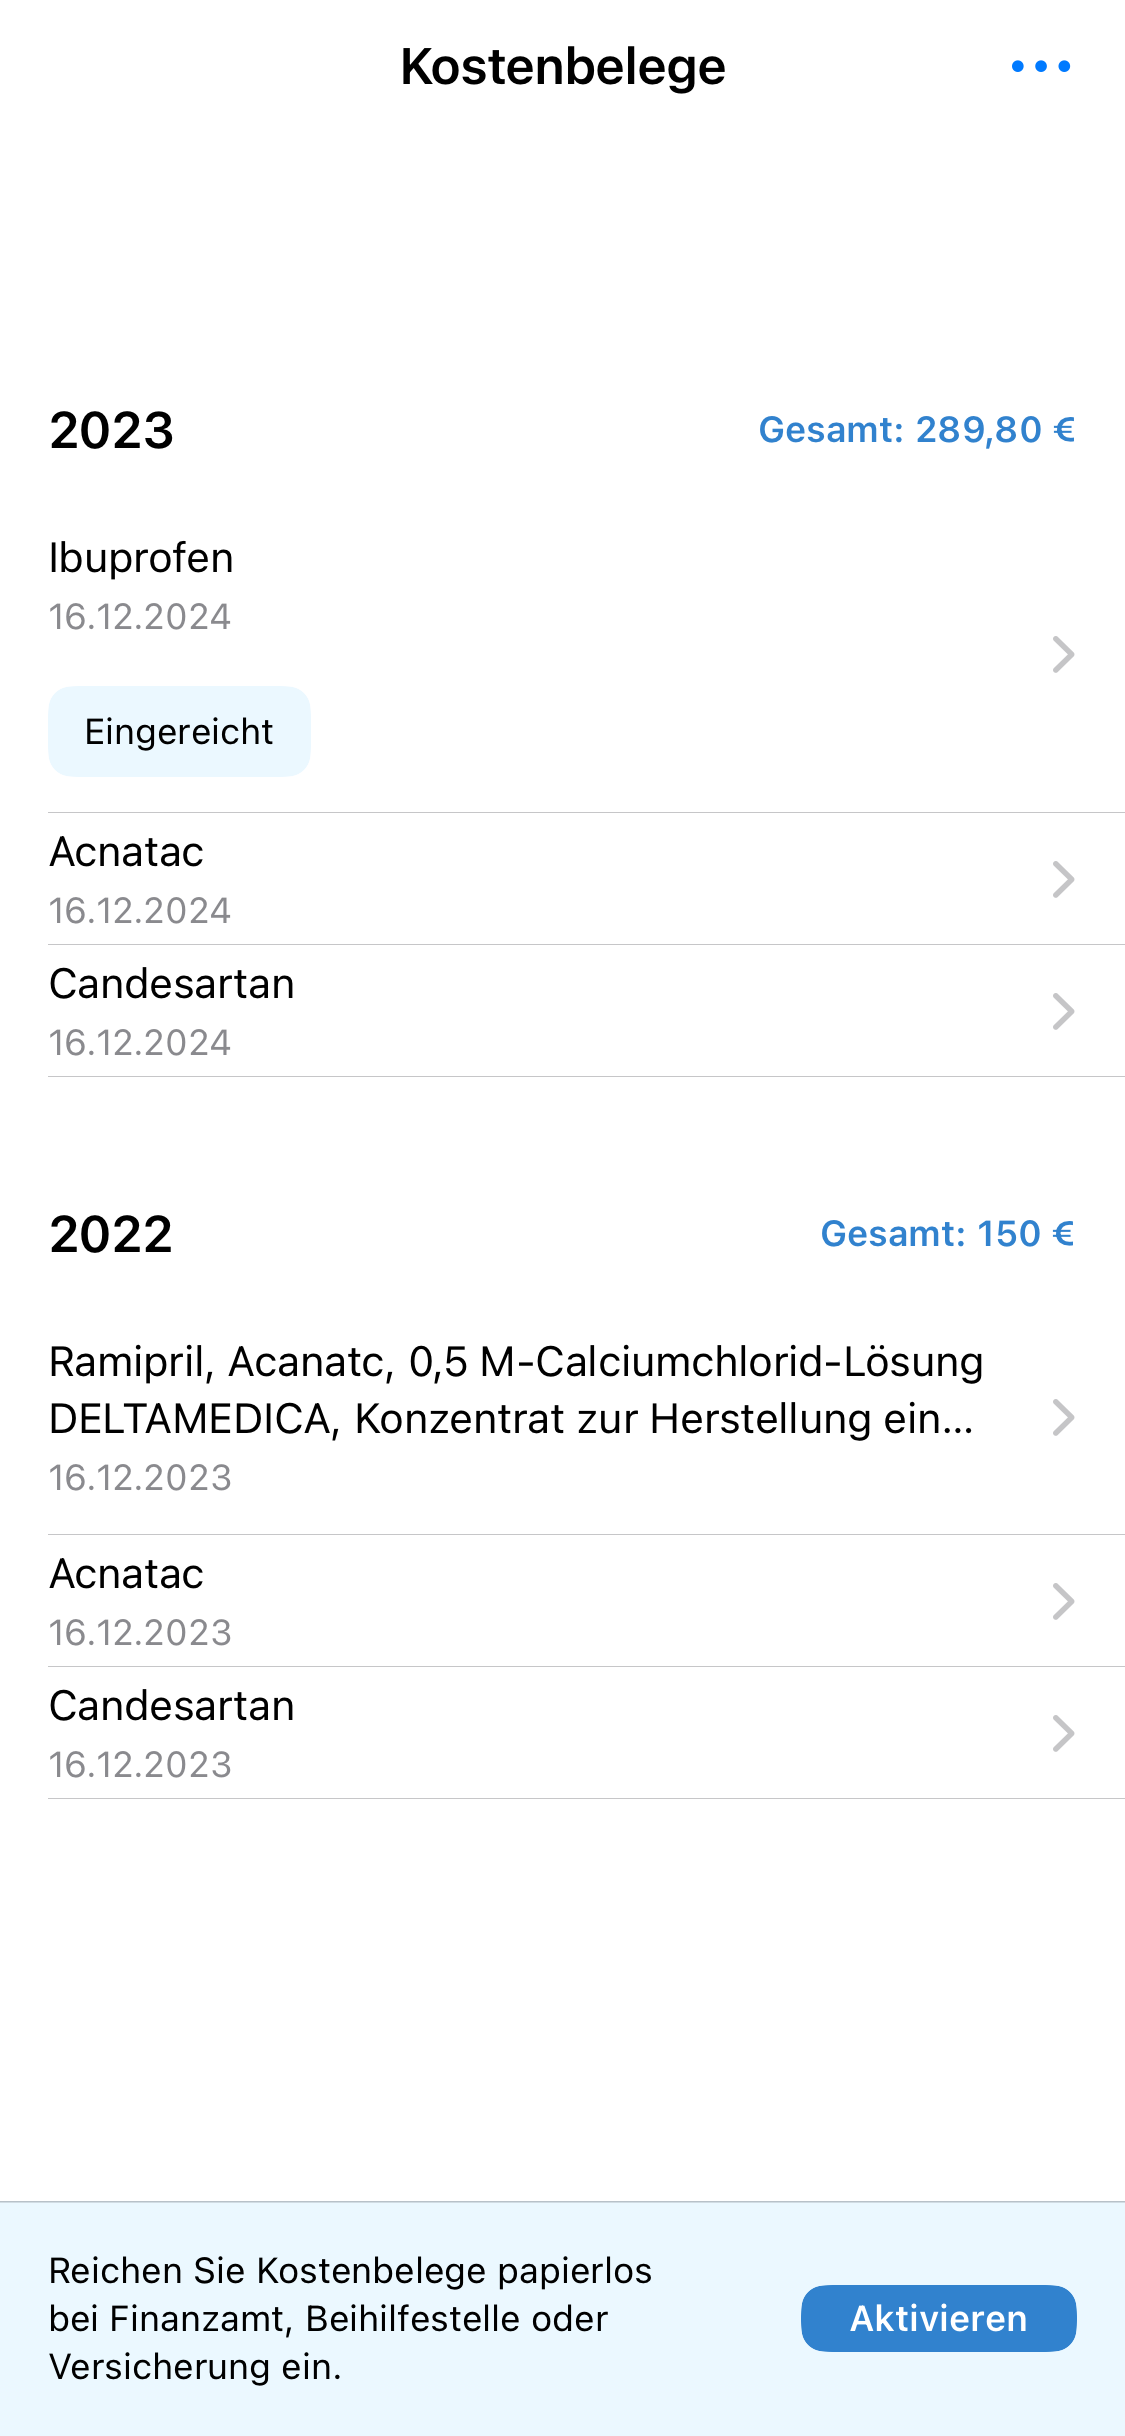 Kostenbelege
2023
Gesamt: 289,80 €
Ibuprofen
16.12.2024
Eingereicht
Acnatac
16.12.2024
Candesartan
16.12.2024
2022
Gesamt: 150 €
Ramipril, Acanatc, 0,5 M-Calciumchlorid-Lösung
DELTAMEDICA, Konzentrat zur Herstellung ein...
16.12.2023
Acnatac
16.12.2023
Candesartan
16.12.2023
Reichen Sie Kostenbelege papierlos
bei Finanzamt, Beihilfestelle oder
Versicherung ein.
Aktivieren